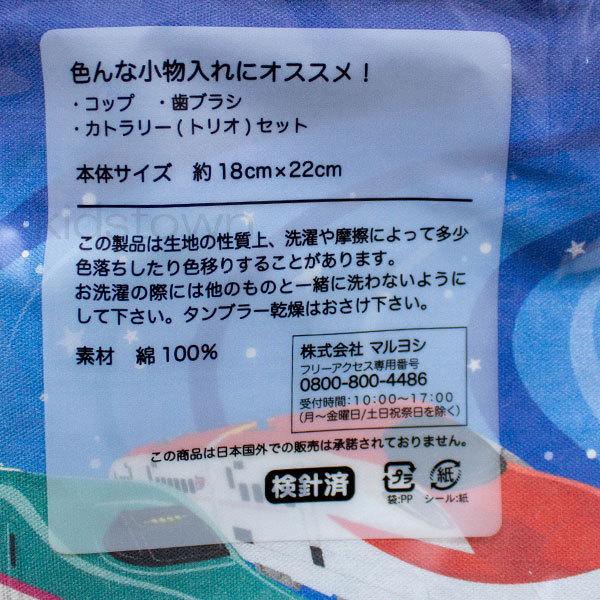 色んな小物入れにオススメ！
・コップ ・歯ブラシ
・カトラリー(トリオ)セット
本体サイズ 約18cm×22cm
kidstown
この製品は生地の性質上、洗濯や摩擦によって多少
色落ちしたり色移りすることがあります。
お洗濯の際には他のものと一緒に洗わないように
して下さい。タンブラー乾燥はおさけ下さい。
素材 綿100%
株式会社 マルヨシ
フリーアクセス専用番号
0800-800-4486
受付時間：10:00〜17:00
(月〜金曜日/土日祝祭日を除く)
この商品は日本国外での販売は承諾されておりません。
検針済
プラ
袋:PP
紙
シール:紙